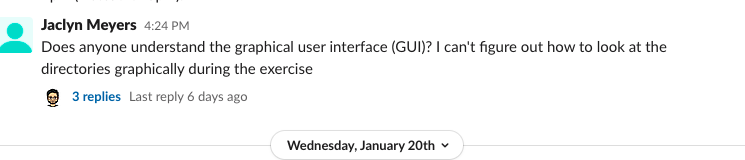 Jaclyn Meyers 4:24 PM
Does anyone understand the graphical user interface (GUI)? I can't figure out how to look at the
directories graphically during the exercise
3 replies Last reply 6 days ago
Wednesday, January 20th